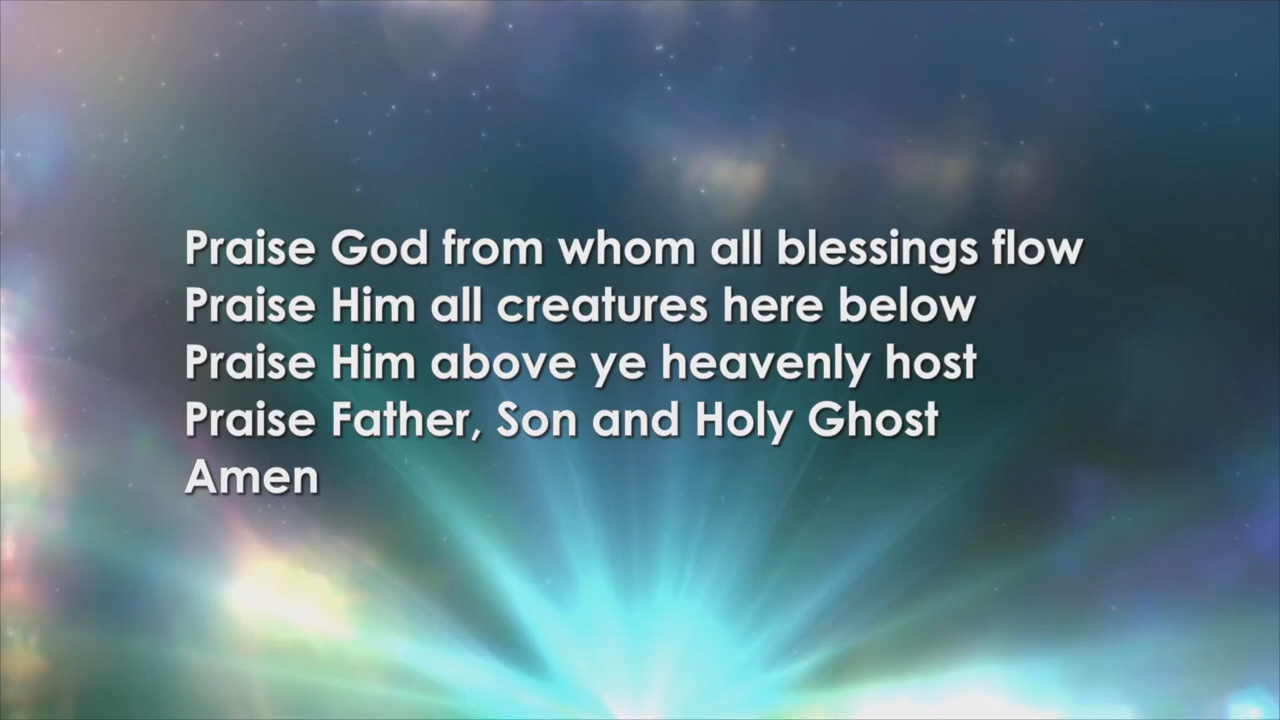 Praise God from whom all blessings flow
Praise Him all creatures here below
Praise Him above ye heavenly host
Praise Father, Son and Holy Ghost
Amen